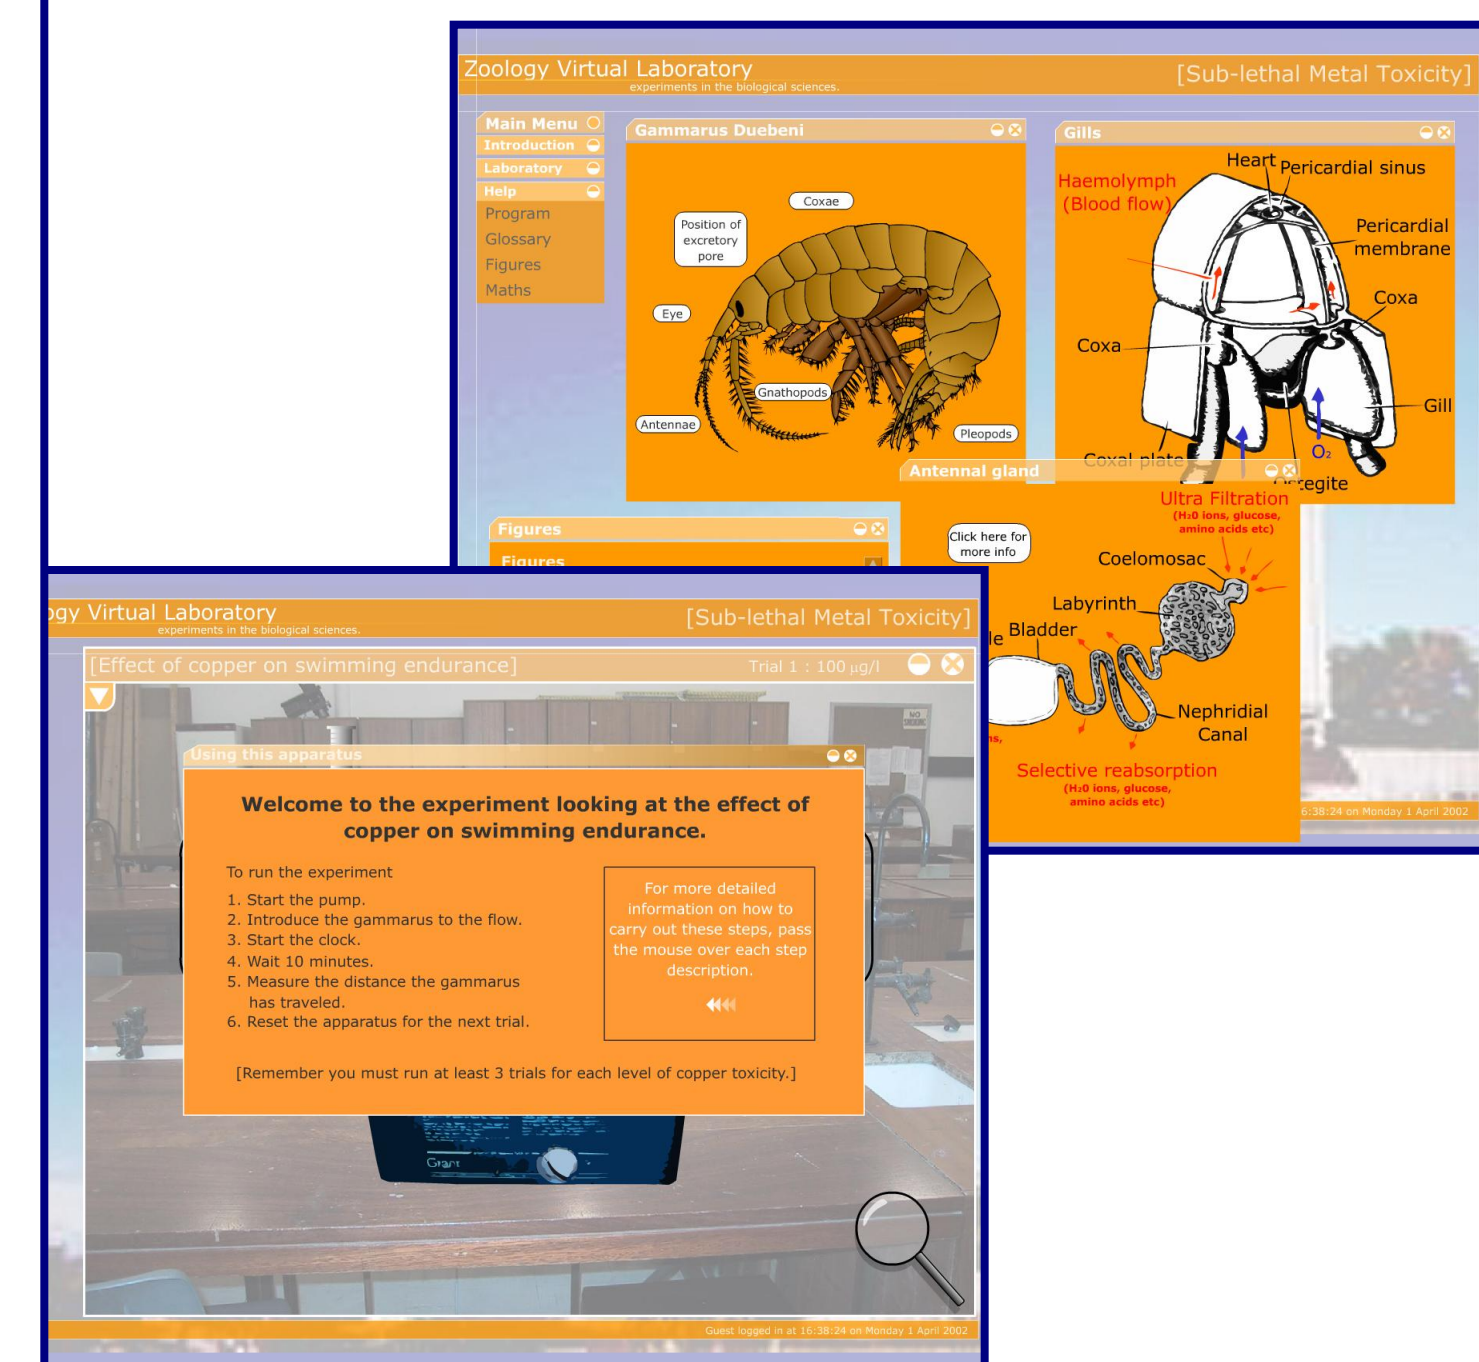 Zoology Virtual Laboratory
experiments in the biological sciences.
[Sub-lethal Metal Toxicity]
Main Menu
Introduction
Laboratory
Help
Program
Glossary
Figures
Maths
Gammarus Duebeni
Coxae
Position of
excretory
pore
Eye
Gnathopods
Antennae
Pleopods
Gills
Heart
Pericardial sinus
Haemolymph
(Blood flow)
Pericardial
membrane
Coxa
Coxa
Gill
O₂
Coxal plate
Figures
Figures
Antennal gland
Click here for
more info
Ultra Filtration
(H₂0 ions, glucose,
amino acids etc)
Coelomosac
Labyrinth
Bladder
Nephridial
Canal
Selective reabsorption
(H₂0 ions, glucose,
amino acids etc)
16:38:24 on Monday 1 April 2002
ogy Virtual Laboratory
experiments in the biological sciences.
[Sub-lethal Metal Toxicity]
[Effect of copper on swimming endurance]
Trial 1 : 100 µg/l
NO
SMOKING
Using this apparatus
Welcome to the experiment looking at the effect of
copper on swimming endurance.
To run the experiment
1. Start the pump.
2. Introduce the gammarus to the flow.
3. Start the clock.
4. Wait 10 minutes.
5. Measure the distance the gammarus
has traveled.
6. Reset the apparatus for the next trial.
For more detailed
information on how to
carry out these steps, pass
the mouse over each step
description.
[Remember you must run at least 3 trials for each level of copper toxicity.]
Grant
Guest logged in at 16:38:24 on Monday 1 April 2002